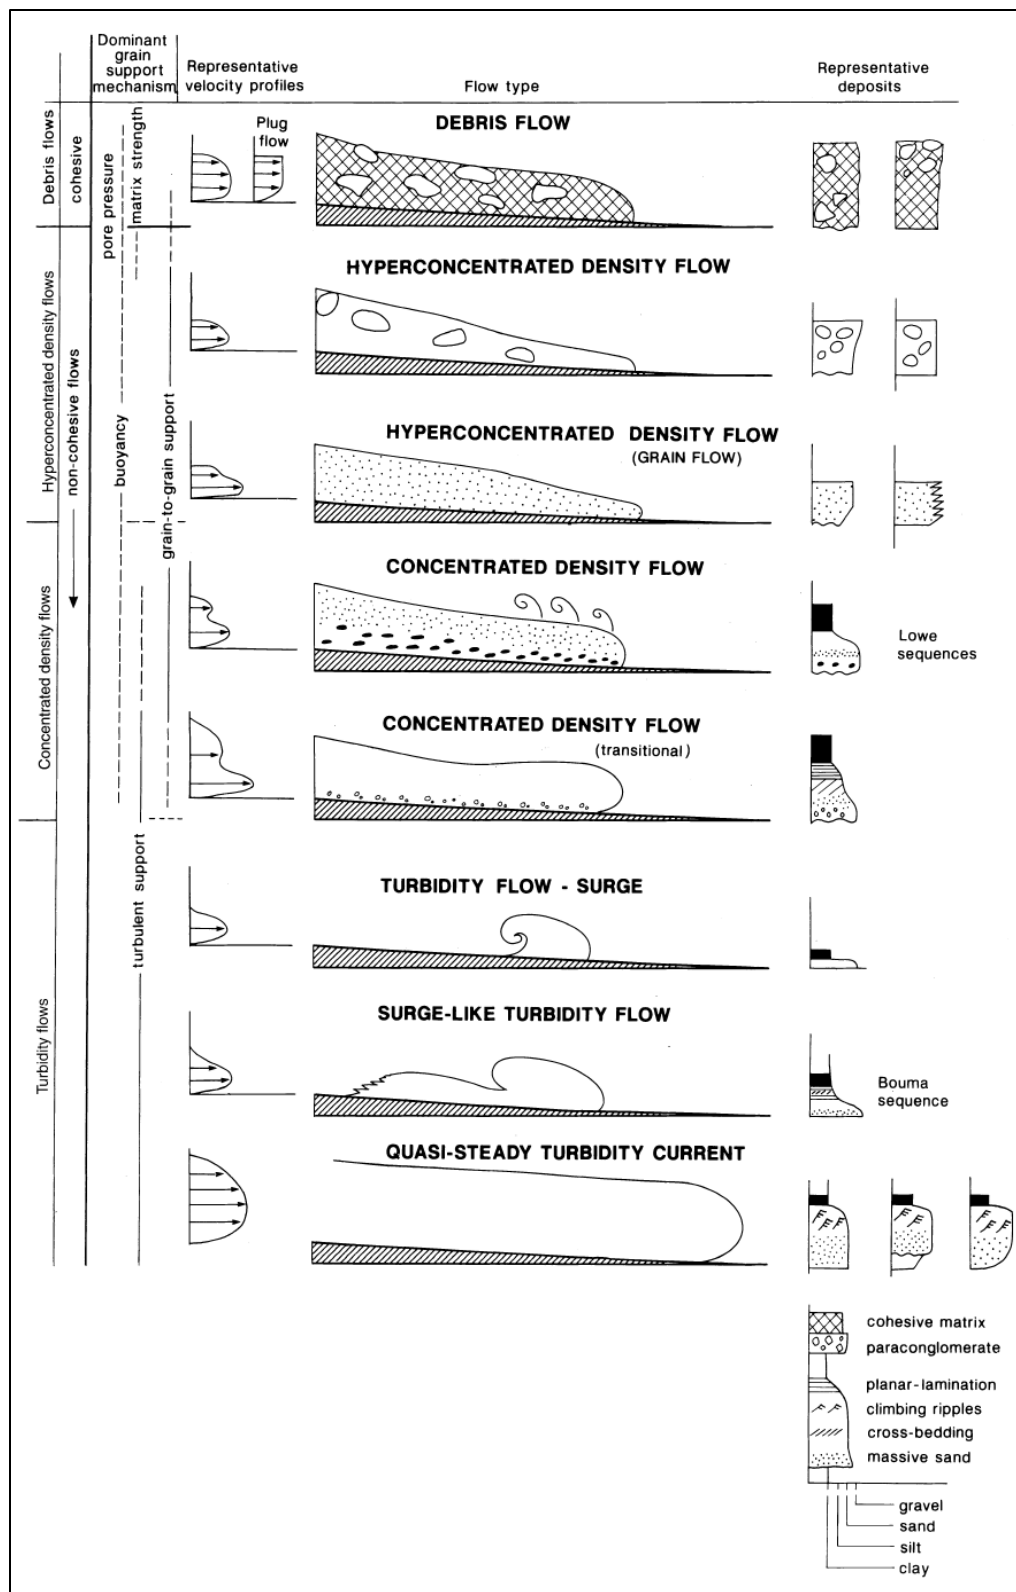 Dominant
grain
support
mechanism
Representative
velocity profiles
Flow type
Representative
deposits
Debris flows
cohesive
pore pressure
matrix strength
Plug
flow
DEBRIS FLOW
HYPERCONCENTRATED DENSITY FLOW
Hyperconcentrated density flows
non-cohesive flows
buoyancy
grain-to-grain support
HYPERCONCENTRATED DENSITY FLOW
(GRAIN FLOW)
CONCENTRATED DENSITY FLOW
Lowe
sequences
Concentrated density flows
CONCENTRATED DENSITY FLOW
(transitional)
turbulent support
TURBIDITY FLOW - SURGE
Turbidity flows
SURGE-LIKE TURBIDITY FLOW
Bouma
sequence
QUASI-STEADY TURBIDITY CURRENT
cohesive matrix
paraconglomerate
planar-lamination
climbing ripples
cross-bedding
massive sand
gravel
sand
silt
clay